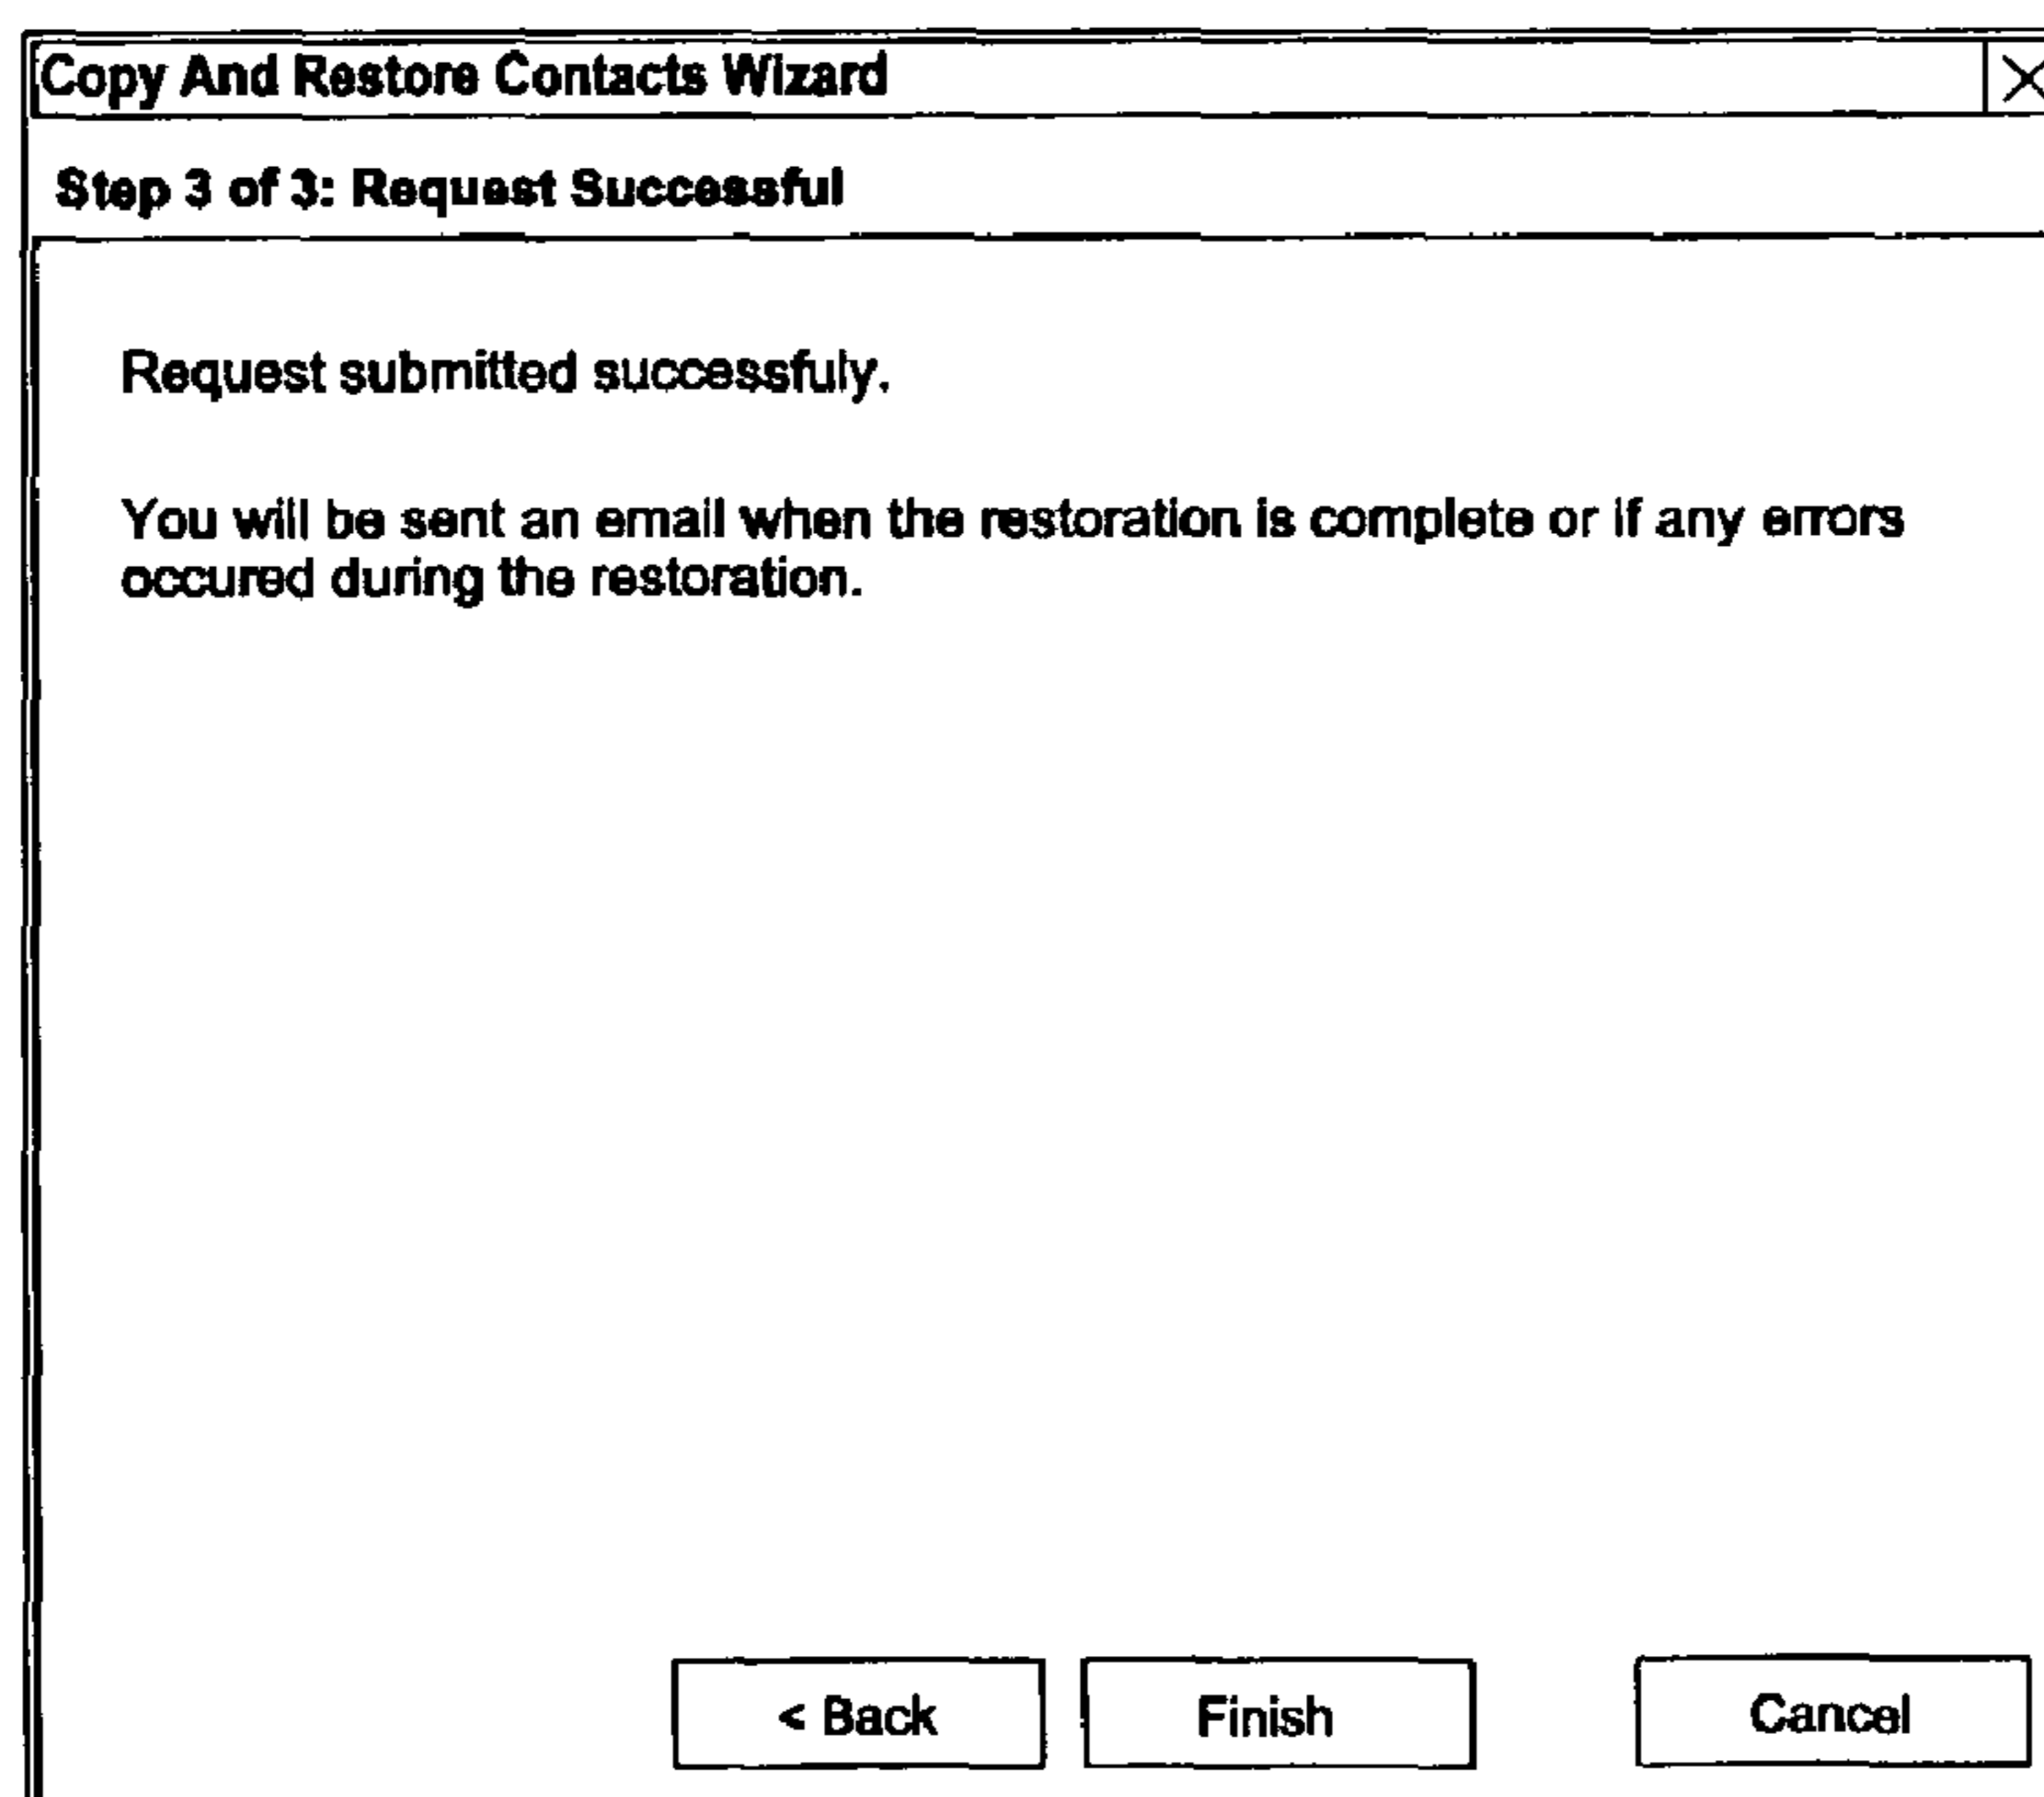 Copy And Restore Contacts Wizard
Step 3 of 3: Request Successful
Request submitted successfuly.
You will be sent an email when the restoration is complete or if any errors
occured during the restoration.
< Back Finish Cancel